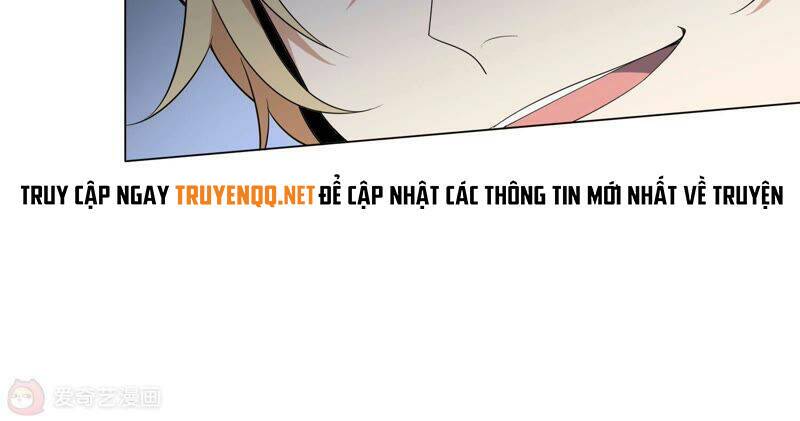 TRUY CẬP NGAY TRUYENQQ.NET ĐỂ CẬP NHẬT CÁC THÔNG TIN MỚI NHẤT VỀ TRUYỆN
爱奇艺漫画